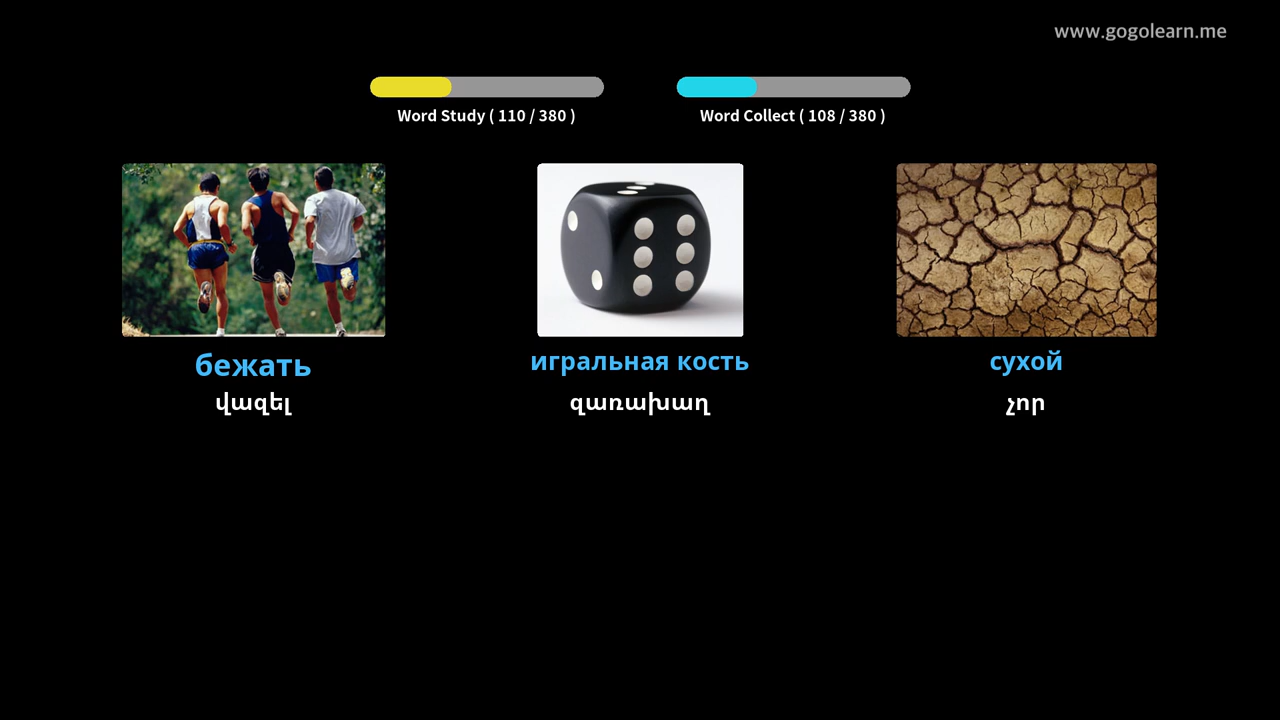 www.gogolearn.me
Word Study ( 110 / 380 )
Word Collect ( 108 / 380 )
бежать
վազել
игральная кость
զառախաղ
сухой
չոր